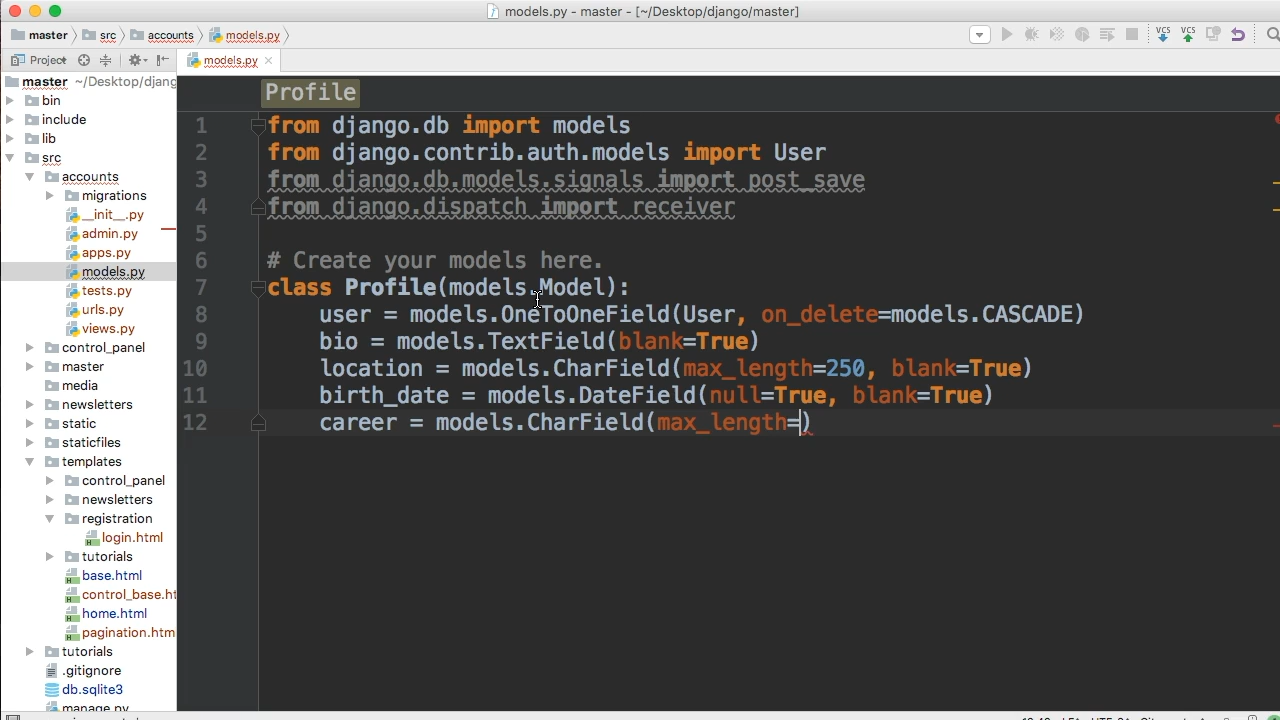 models.py - master - [~/Desktop/django/master]
master src accounts models.py
VCS VCS
Project
models.py
master ~/Desktop/djang
bin
include
lib
src
accounts
migrations
__init__.py
admin.py
apps.py
models.py
tests.py
urls.py
views.py
control_panel
master
media
newsletters
static
staticfiles
templates
control_panel
newsletters
registration
login.html
tutorials
base.html
control_base.ht
home.html
pagination.htm
tutorials
.gitignore
db.sqlite3
manage.py
Profile
1 from django.db import models
2 from django.contrib.auth.models import User
3 from django.db.models.signals import post_save
4 from django.dispatch import receiver
5
6 # Create your models here.
7 class Profile(models.Model):
8 user = models.OneToOneField(User, on_delete=models.CASCADE)
9 bio = models.TextField(blank=True)
10 location = models.CharField(max_length=250, blank=True)
11 birth_date = models.DateField(null=True, blank=True)
12 career = models.CharField(max_length=)